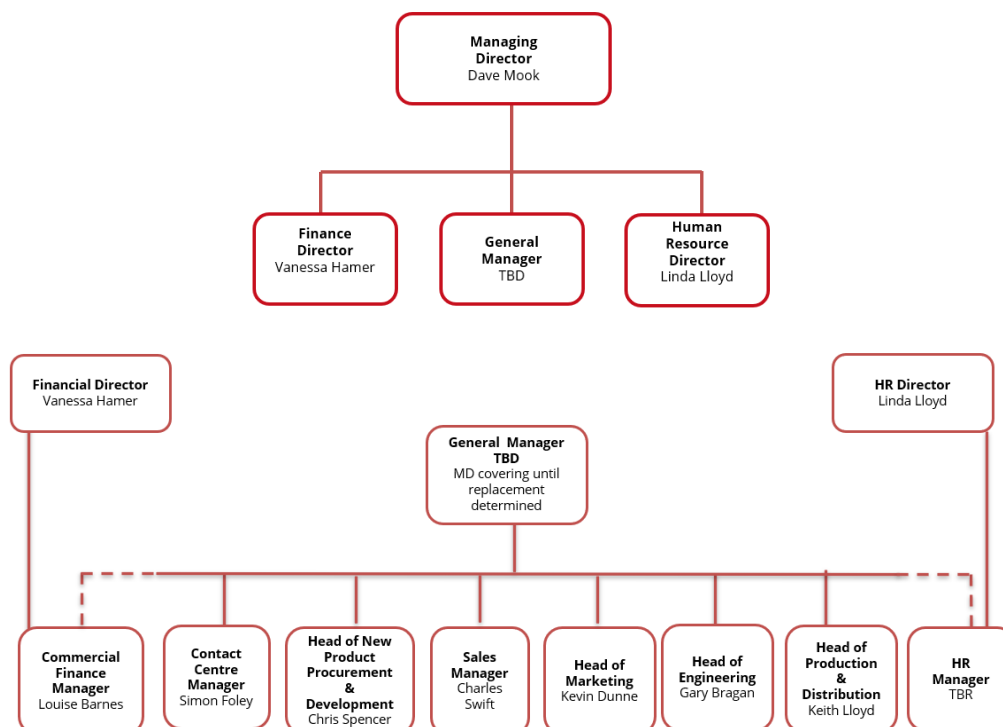 Managing
Director
Dave Mook
Finance
Director
Vanessa Hamer
General
Manager
TBD
Human
Resource
Director
Linda Lloyd
Financial Director
Vanessa Hamer
HR Director
Linda Lloyd
General Manager
TBD
MD covering until
replacement
determined
Commercial
Finance
Manager
Louise Barnes
Contact
Centre
Manager
Simon Foley
Head of New
Product
Procurement
&
Development
Chris Spencer
Sales
Manager
Charles
Swift
Head of
Marketing
Kevin Dunne
Head of
Engineering
Gary Bragan
Head of
Production
&
Distribution
Keith Lloyd
HR
Manager
TBR